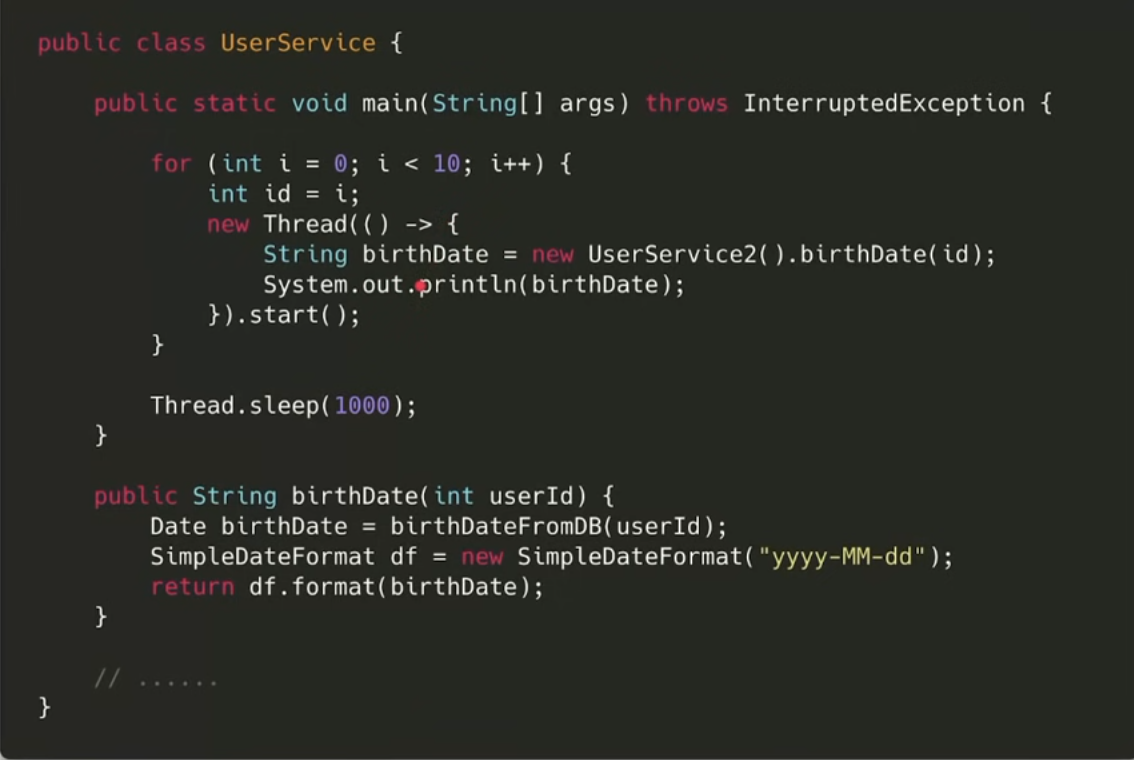 public class UserService {
public static void main(String[] args) throws InterruptedException {
for (int i = 0; i < 10; i++) {
int id = i;
new Thread(() -> {
String birthDate = new UserService2().birthDate(id);
System.out.println(birthDate);
}).start();
}
Thread.sleep(1000);
}
public String birthDate(int userId) {
Date birthDate = birthDateFromDB(userId);
SimpleDateFormat df = new SimpleDateFormat("yyyy-MM-dd");
return df.format(birthDate);
}
// ......
}